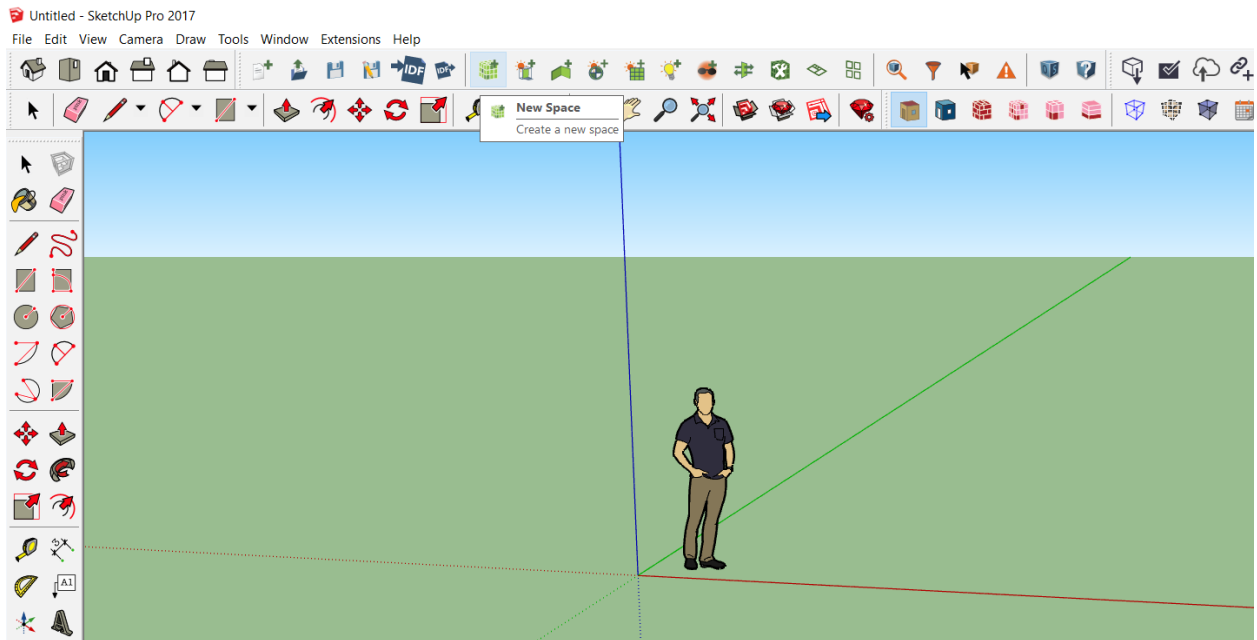 Untitled - SketchUp Pro 2017
File Edit View Camera Draw Tools Window Extensions Help
IDF IDF
New Space
Create a new space
A1